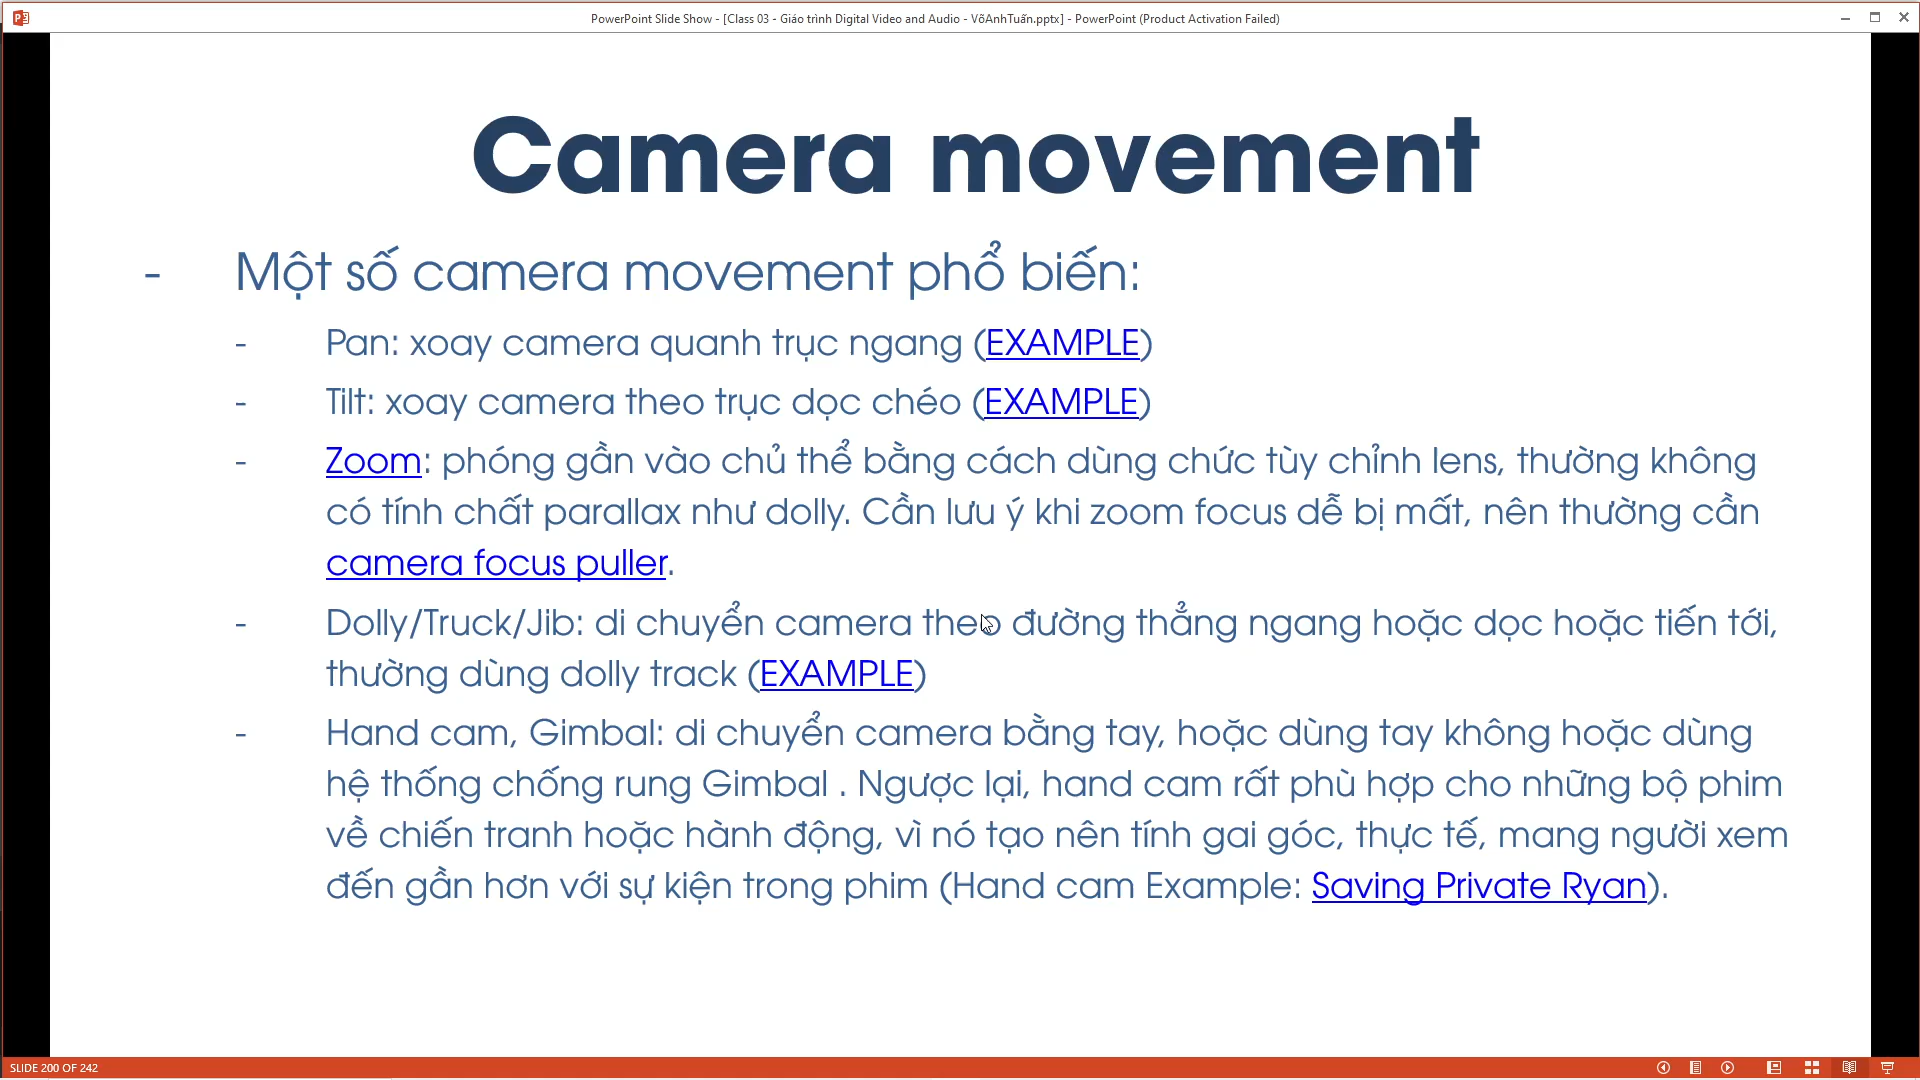 PowerPoint Slide Show - [Class 03 - Giáo trình Digital Video and Audio - VõAnhTuấn.pptx] - PowerPoint (Product Activation Failed)
Camera movement
- Một số camera movement phổ biến:
- Pan: xoay camera quanh trục ngang (EXAMPLE)
- Tilt: xoay camera theo trục dọc chéo (EXAMPLE)
- Zoom: phóng gần vào chủ thể bằng cách dùng chức tùy chỉnh lens, thường không
có tính chất parallax như dolly. Cần lưu ý khi zoom focus dễ bị mất, nên thường cần
camera focus puller.
- Dolly/Truck/Jib: di chuyển camera theo đường thẳng ngang hoặc dọc hoặc tiến tới,
thường dùng dolly track (EXAMPLE)
- Hand cam, Gimbal: di chuyển camera bằng tay, hoặc dùng tay không hoặc dùng
hệ thống chống rung Gimbal . Ngược lại, hand cam rất phù hợp cho những bộ phim
về chiến tranh hoặc hành động, vì nó tạo nên tính gai góc, thực tế, mang người xem
đến gần hơn với sự kiện trong phim (Hand cam Example: Saving Private Ryan).
SLIDE 200 OF 242